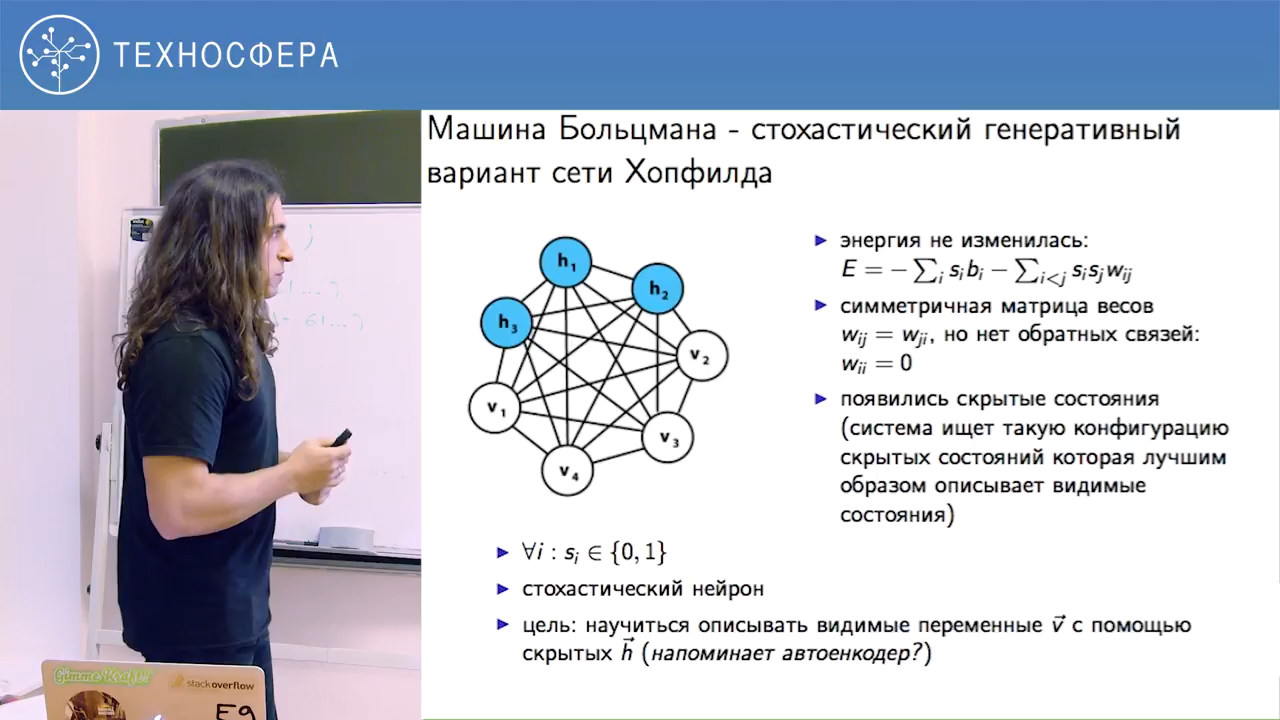 ТЕХНОСФЕРА
Машина Больцмана - стохастический генеративный
вариант сети Хопфилда
h1
h2
h3
v2
v1
v3
v4
энергия не изменилась:
E = − ∑i sibi − ∑i<j sisjwij
симметричная матрица весов
wij = wji, но нет обратных связей:
wii = 0
появились скрытые состояния
(система ищет такую конфигурацию
скрытых состояний которая лучшим
образом описывает видимые
состояния)
∀i : si ∈ {0, 1}
стохастический нейрон
цель: научиться описывать видимые переменные v⃗ с помощью
скрытых h⃗ (напоминает автоенкодер?)
Gimme Kraft!
stackoverflow